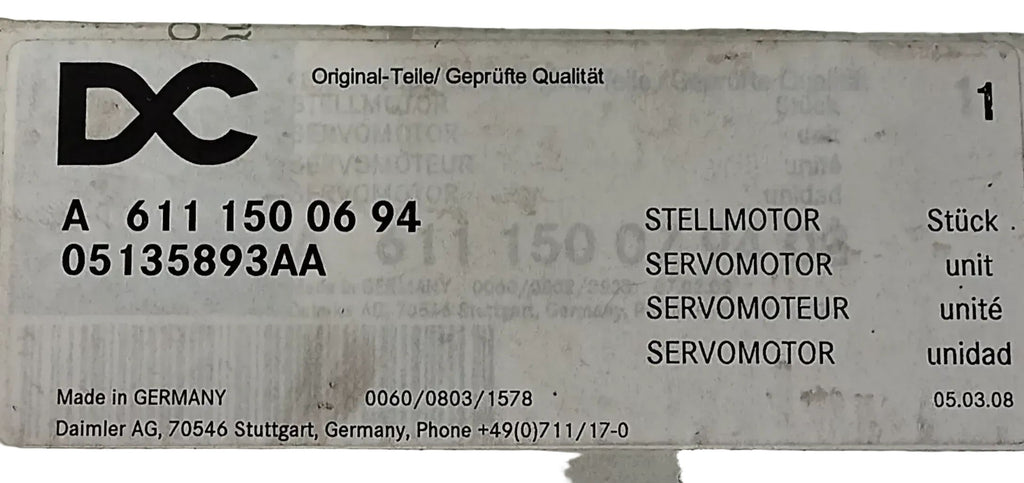 DC
Original-Teile/ Geprüfte Qualität
1
A 611 150 06 94
05135893AA
STELLMOTOR Stück
SERVOMOTOR unit
SERVOMOTEUR unité
SERVOMOTOR unidad
Made in GERMANY 0060/0803/1578 05.03.08
Daimler AG, 70546 Stuttgart, Germany, Phone +49(0)711/17-0